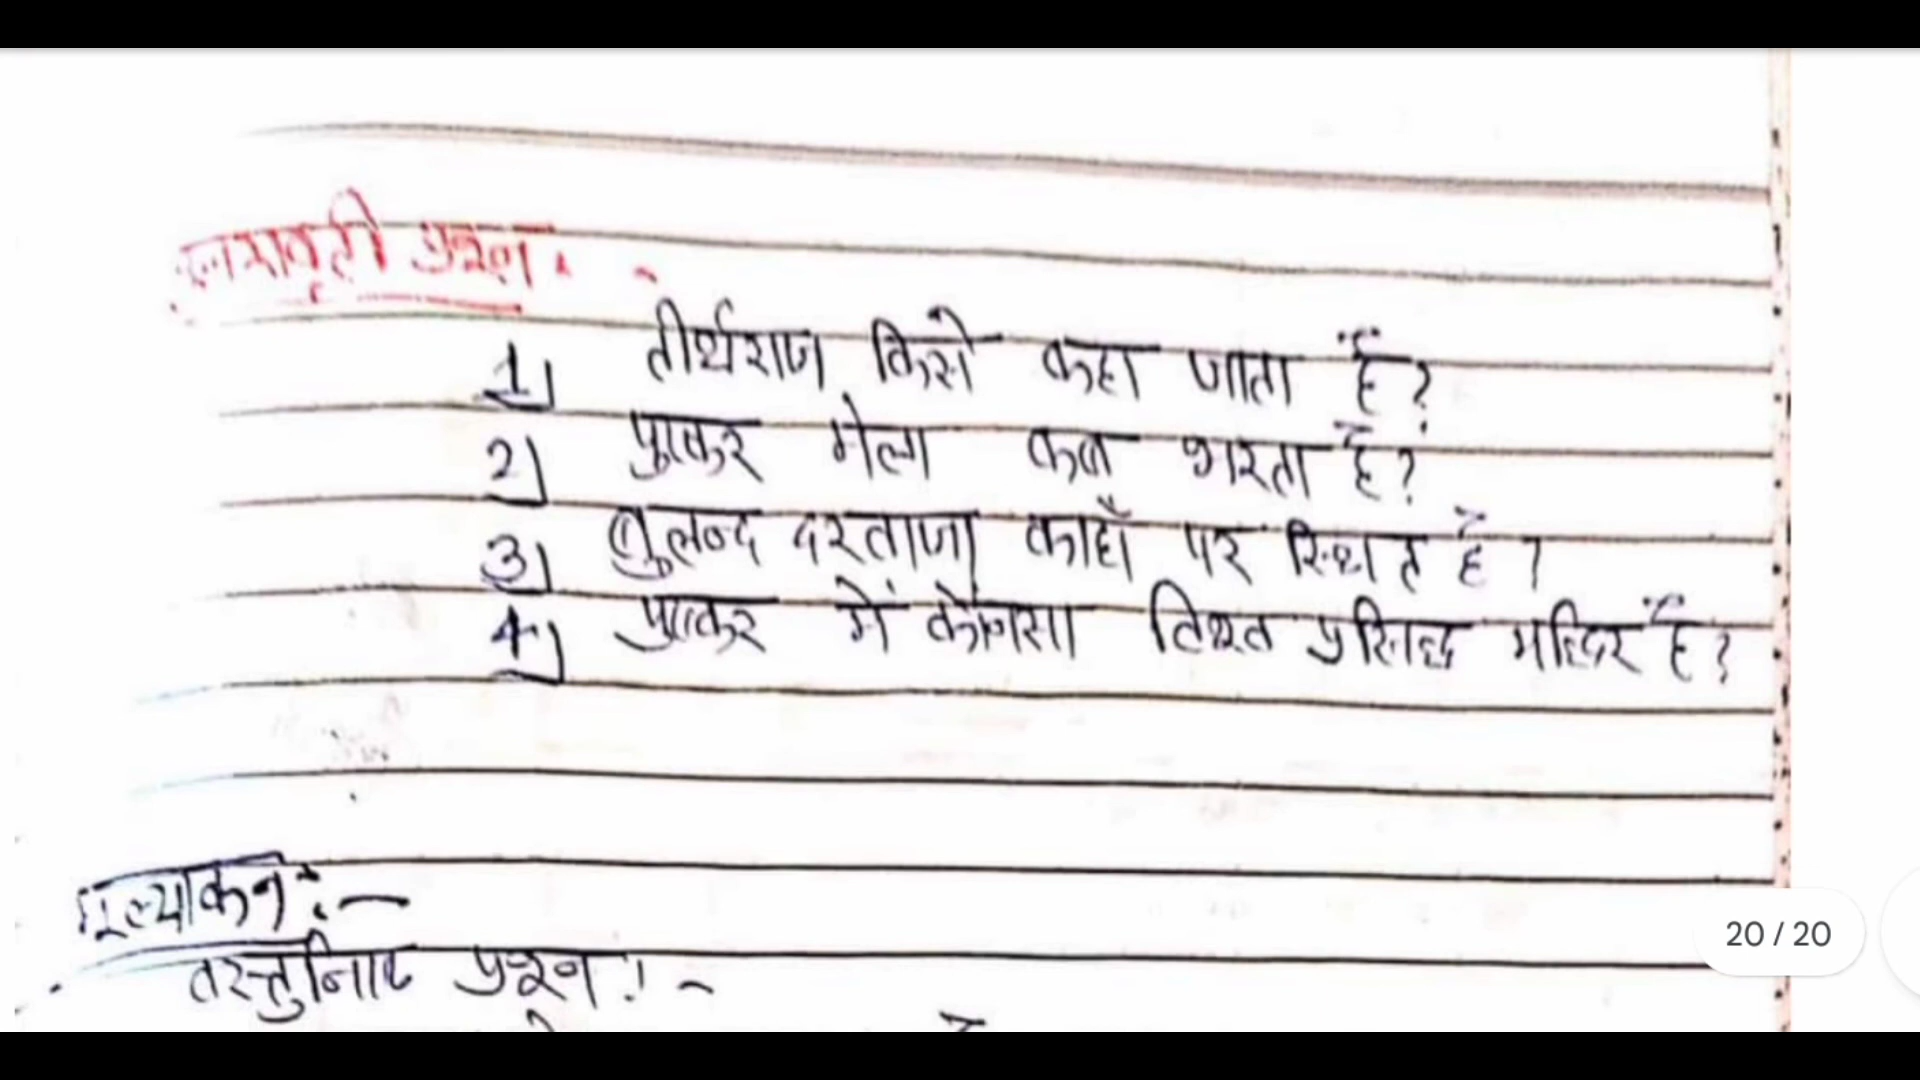 पुनरावृत्ती प्रश्न :-
1) तीर्थराज किसे कहा जाता है?
2) पुष्कर मेला कब भरता है?
3) बुलन्द दरवाजा कहाँ पर स्थित है?
4) पुष्कर में कौनसा विश्व प्रसिद्ध मन्दिर है?
मूल्यांकन :-
वस्तुनिष्ठ प्रश्न :-
20 / 20